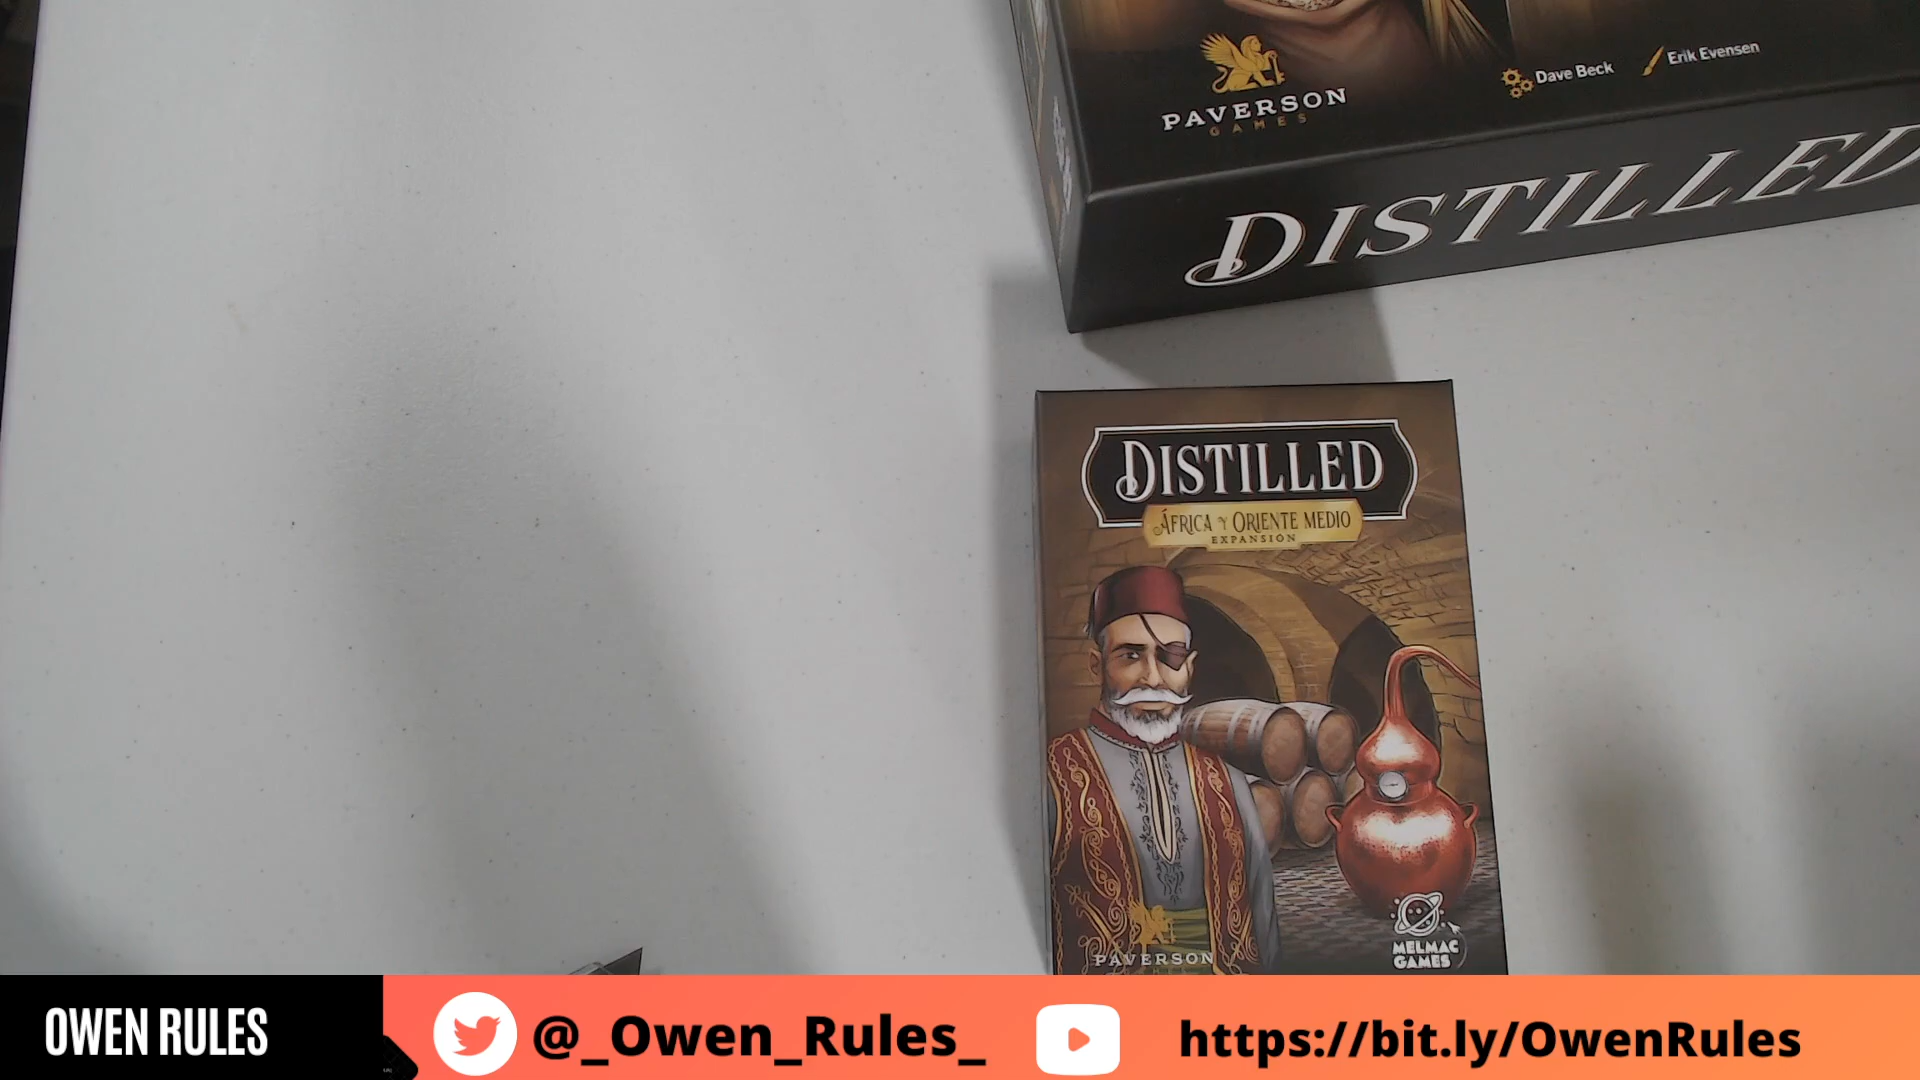 PAVERSON
GAMES
Dave Beck
Erik Evensen
DISTILLED
DISTILLED
ÁFRICA Y ORIENTE MEDIO
EXPANSIÓN
PAVERSON
MELMAC
GAMES
OWEN RULES
@_Owen_Rules_
https://bit.ly/OwenRules